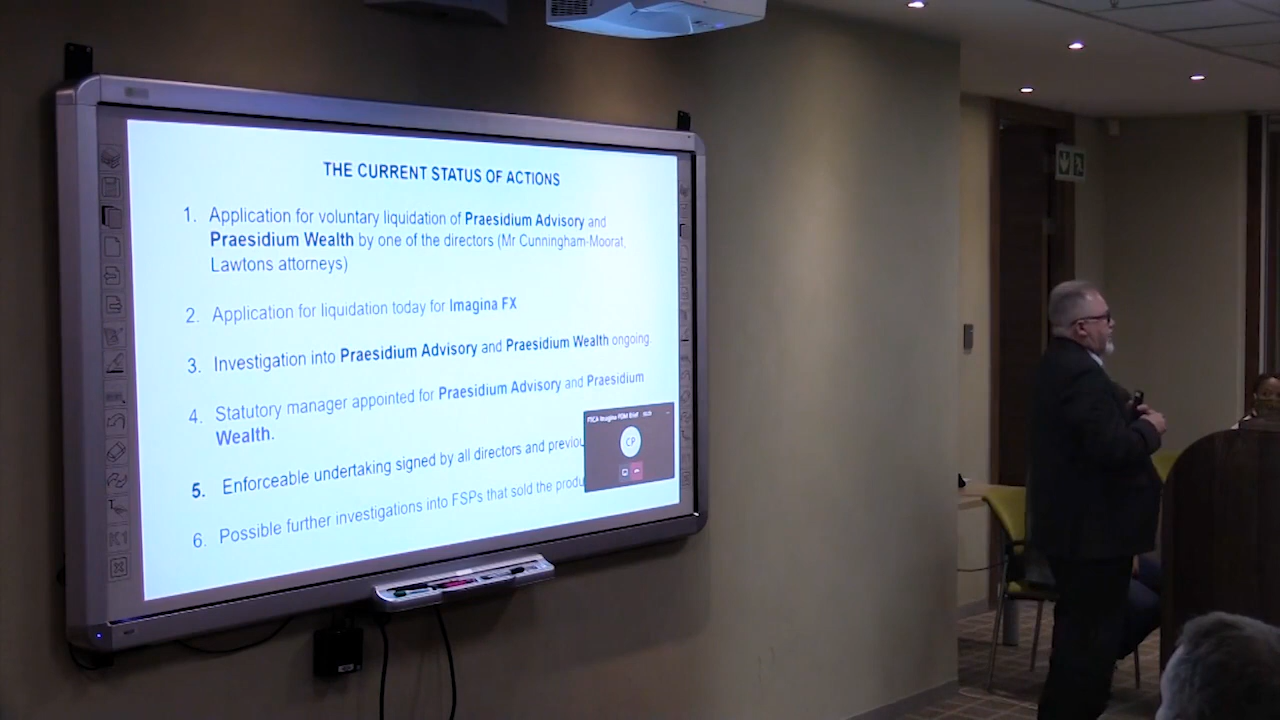 THE CURRENT STATUS OF ACTIONS
1. Application for voluntary liquidation of Praesidium Advisory and
Praesidium Wealth by one of the directors (Mr Cunningham-Moorat,
Lawtons attorneys)
2. Application for liquidation today for Imagina FX
3. Investigation into Praesidium Advisory and Praesidium Wealth ongoing
4. Statutory manager appointed for Praesidium Advisory and Praesidium
Wealth.
5. Enforceable undertaking signed by all directors and
6. Possible further investigations into FSPs that sold the
CP